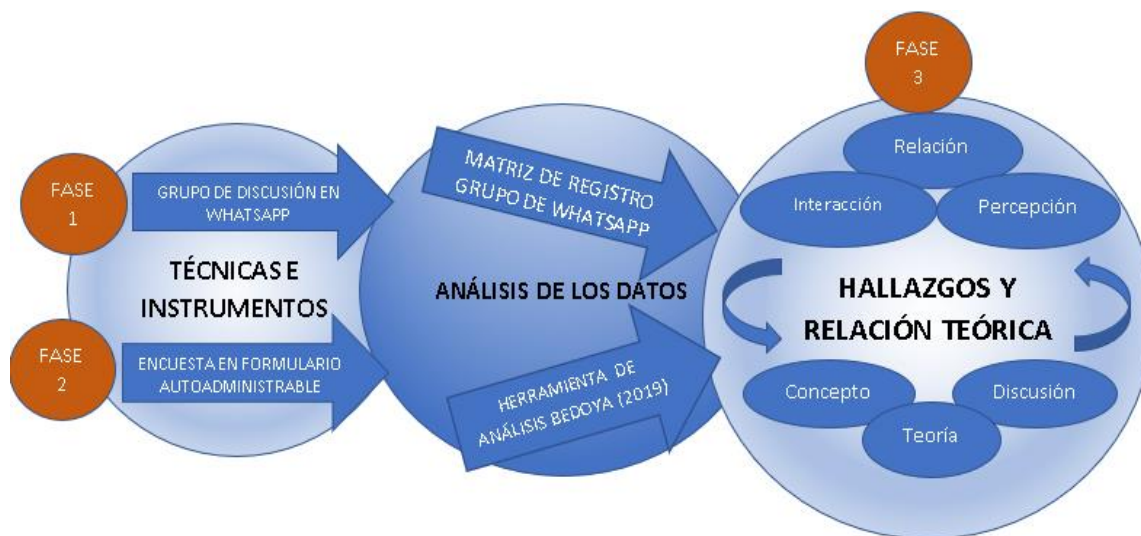 FASE
1
GRUPO DE DISCUSIÓN EN
WHATSAPP
TÉCNICAS E
INSTRUMENTOS
FASE
2
ENCUESTA EN FORMULARIO
AUTOADMINISTRABLE
MATRIZ DE REGISTRO
GRUPO DE WHATSAPP
ANÁLISIS DE LOS DATOS
HERRAMIENTA DE
ANÁLISIS BEDOYA (2019)
FASE
3
Relación
Interacción
Percepción
HALLAZGOS Y
RELACIÓN TEÓRICA
Concepto
Discusión
Teoría